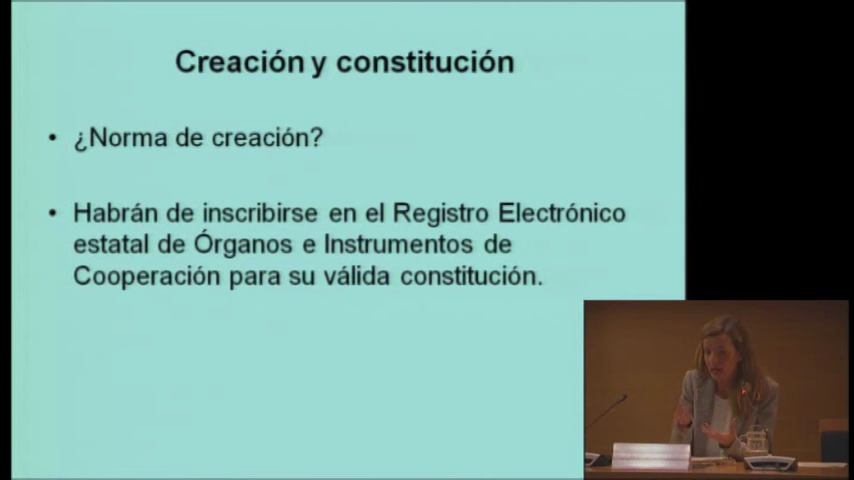 Creación y constitución
• ¿Norma de creación?
• Habrán de inscribirse en el Registro Electrónico
estatal de Órganos e Instrumentos de
Cooperación para su válida constitución.